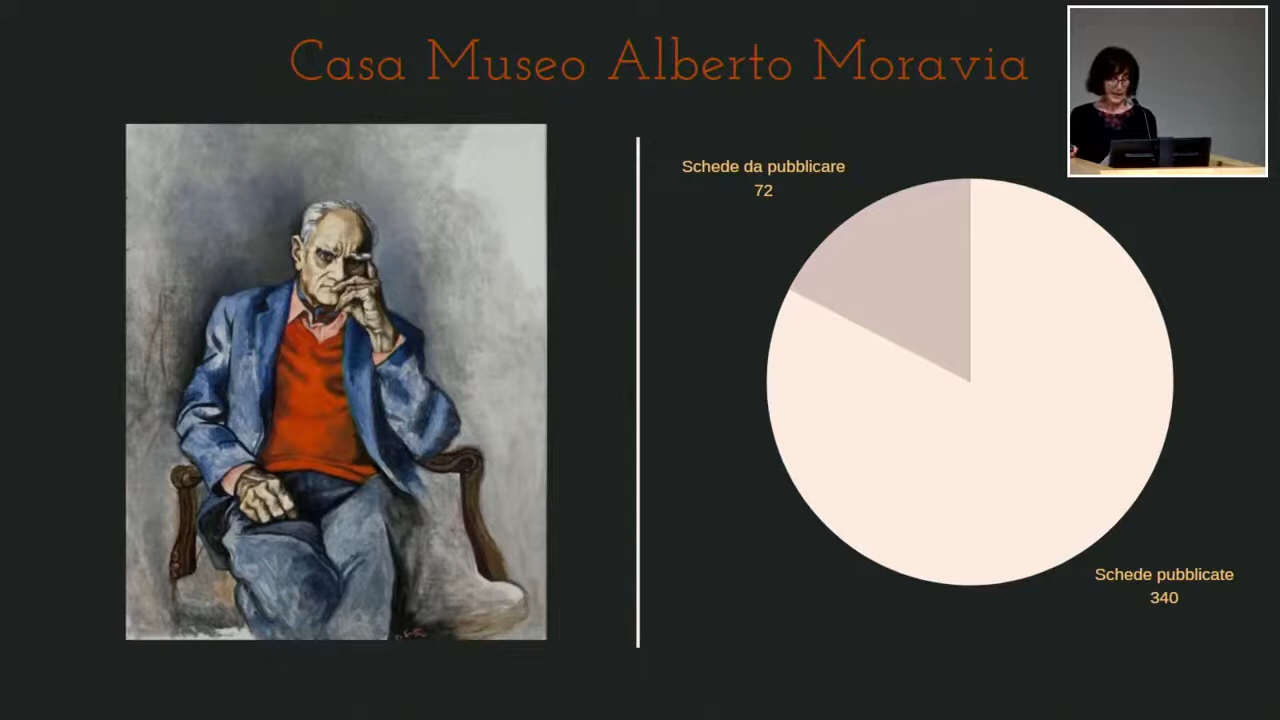 Casa Museo Alberto Moravia
Schede da pubblicare
72
Schede pubblicate
340